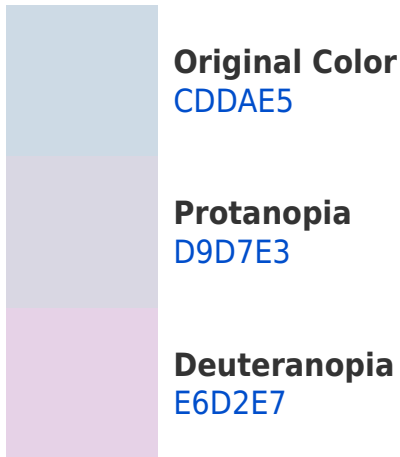 Original Color
CDDAE5
Protanopia
D9D7E3
Deuteranopia
E6D2E7